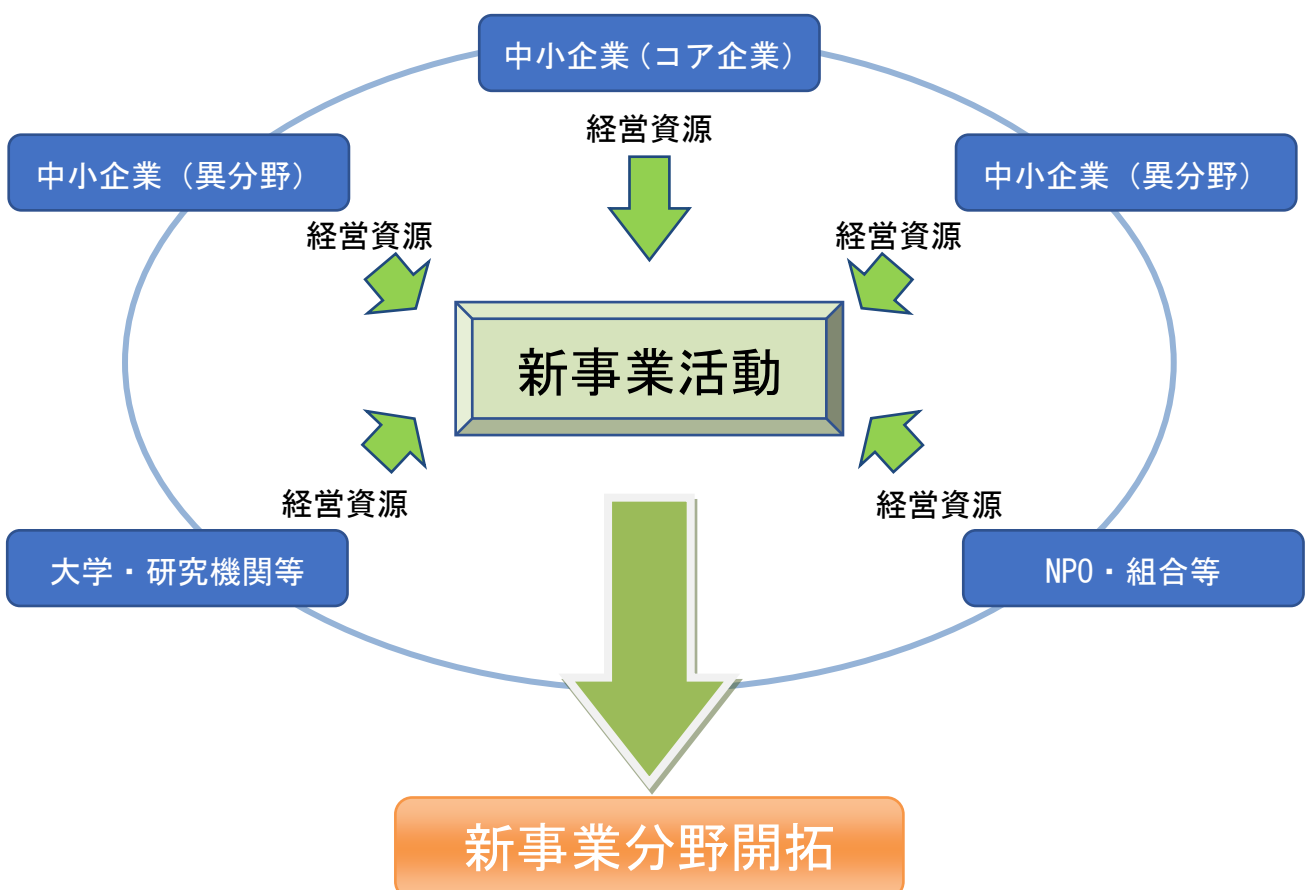 中小企業(コア企業)
経営資源
中小企業（異分野）
中小企業（異分野）
経営資源
経営資源
新事業活動
経営資源
経営資源
大学・研究機関等
NPO・組合等
新事業分野開拓